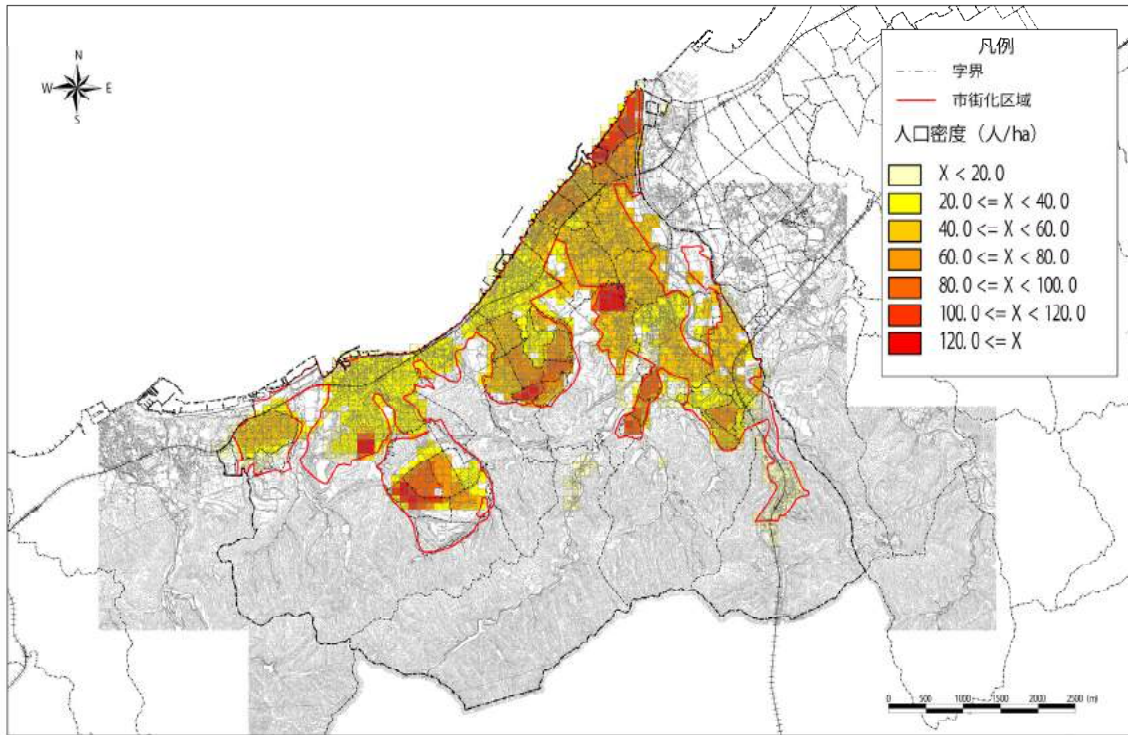 N
W E
S
凡例
字界
市街化区域
人口密度 (人/ha)
X < 20.0
20.0 <= X < 40.0
40.0 <= X < 60.0
60.0 <= X < 80.0
80.0 <= X < 100.0
100.0 <= X < 120.0
120.0 <= X
0 500 1000 1500 2000 2500 (m)